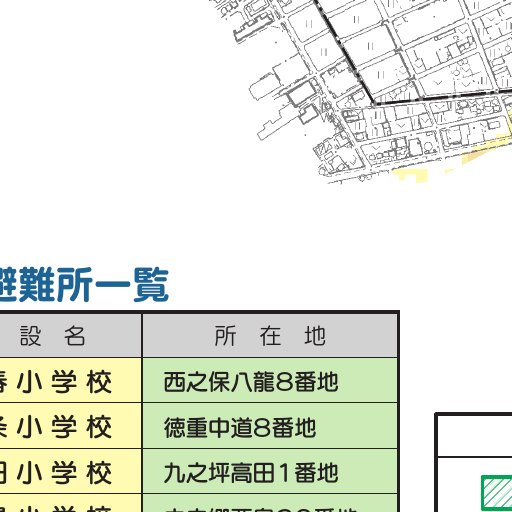 難所一覧
設 名
所 在 地
小 学 校
西之保八龍8番地
小 学 校
徳重中道8番地
小 学 校
九之坪高田1番地